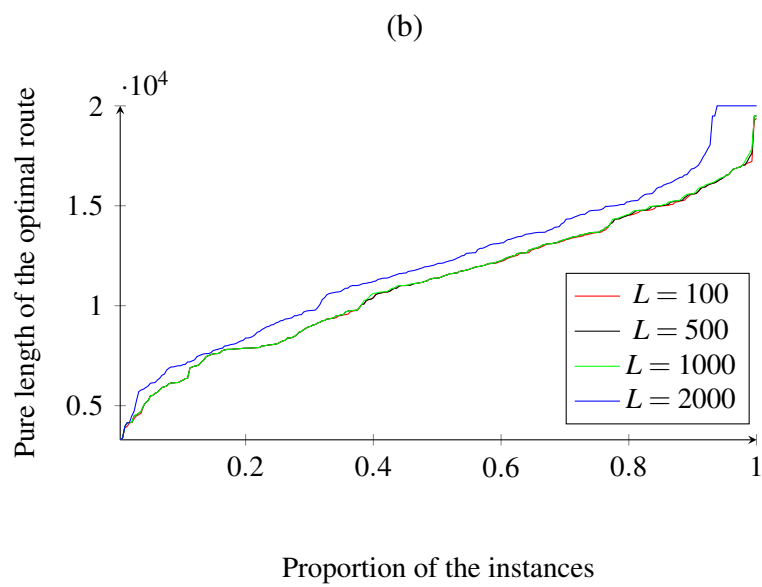 (b)
·10⁴
2
1.5
1
0.5
Pure length of the optimal route
L = 100
L = 500
L = 1000
L = 2000
0.2 0.4 0.6 0.8 1
Proportion of the instances